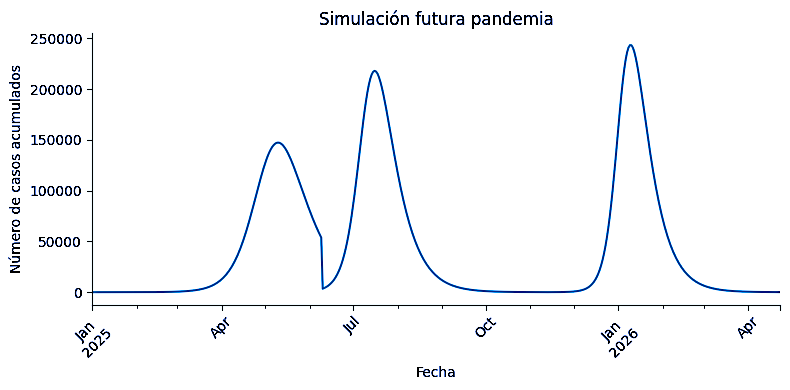 Simulación futura pandemia
Número de casos acumulados
250000
200000
150000
100000
50000
0
Jan
2025
Apr
Jul
Oct
Jan
2026
Apr
Fecha